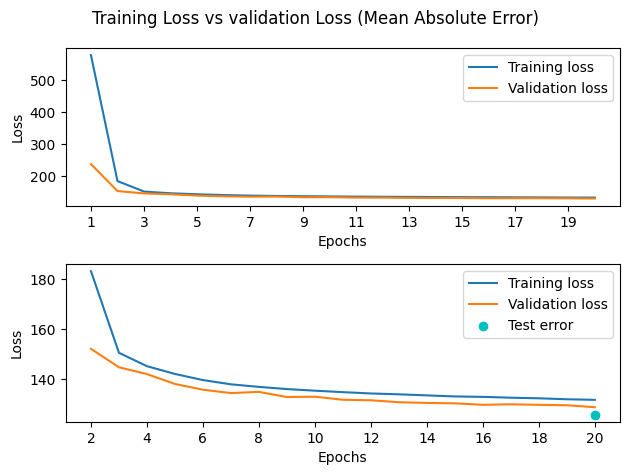 Training Loss vs validation Loss (Mean Absolute Error)
500
400
300
200
Loss
Training loss
Validation loss
1 3 5 7 9 11 13 15 17 19
Epochs
180
160
140
Loss
Training loss
Validation loss
Test error
2 4 6 8 10 12 14 16 18 20
Epochs